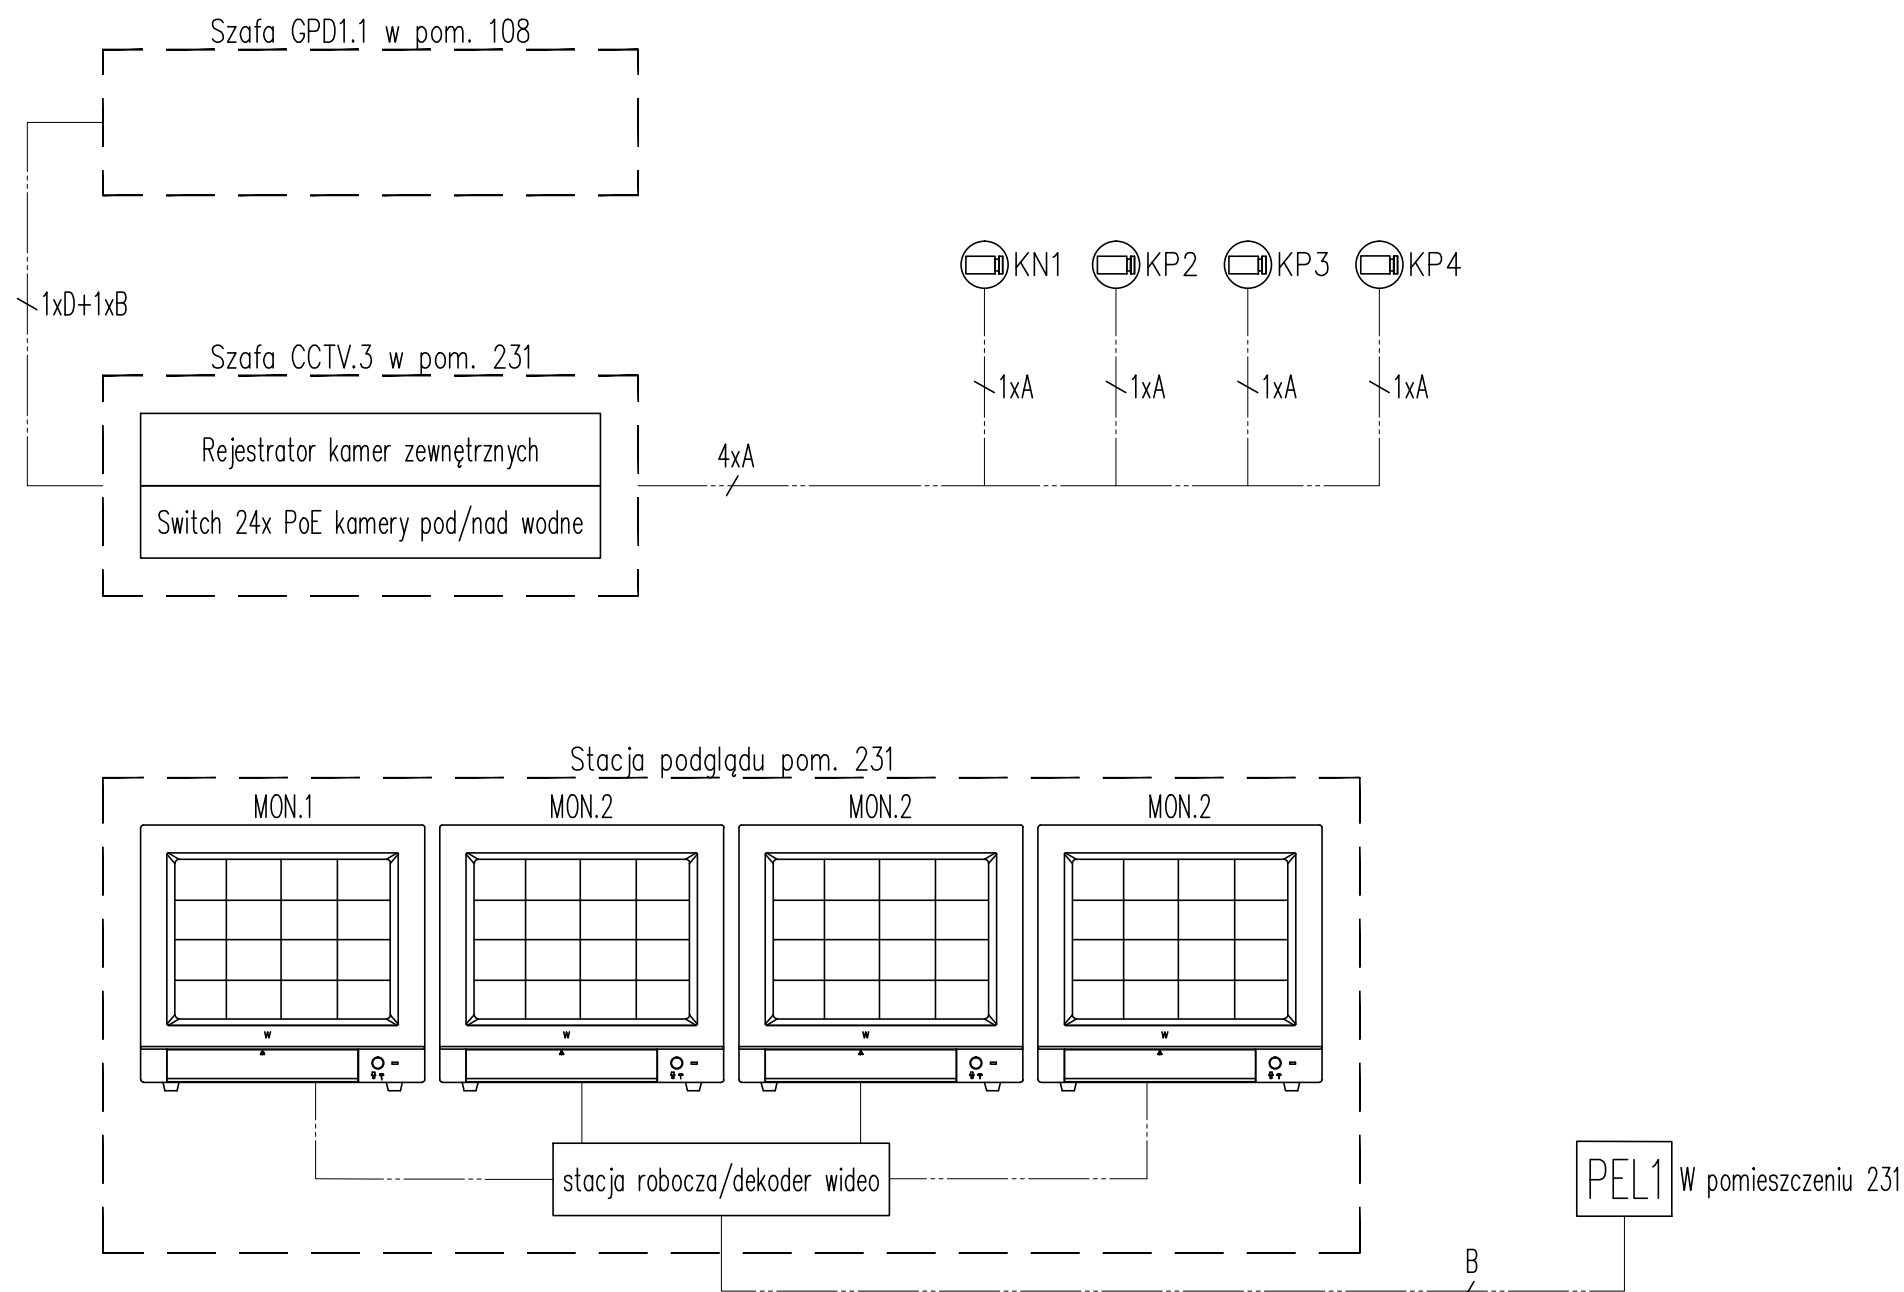 Szafa GPD1.1 w pom. 108
KN1 KP2 KP3 KP4
1xD+1xB
Szafa CCTV.3 w pom. 231
1xA 1xA 1xA 1xA
Rejestrator kamer zewnętrznych
4xA
Switch 24x PoE kamery pod/nad wodne
Stacja podglądu pom. 231
MON.1 MON.2 MON.2 MON.2
W W W W
stacja robocza/dekoder wideo
PEL1 W pomieszczeniu 231
B